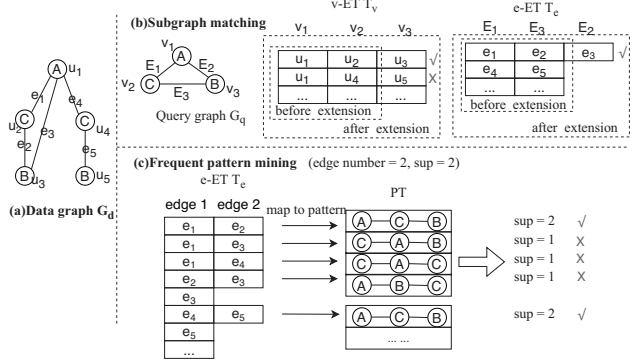 (a)Data graph G_d
A u_1
e_1
e_4
C
u_2
e_3
C u_4
e_2
e_5
B u_3
B u_5
(b)Subgraph matching
v_1
A
E_1 E_2
v_2 C B v_3
E_3
Query graph G_q
v-ET T_v
v_1 v_2 v_3
u_1 u_2 u_3 √
u_1 u_4 u_5 X
... ... ...
before extension
after extension
e-ET T_e
E_1 E_3 E_2
e_1 e_2 e_3 √
e_4 e_5
... ...
before extension
after extension
(c)Frequent pattern mining (edge number = 2, sup = 2)
e-ET T_e
edge 1 edge 2
map to pattern
PT
e_1 e_2 A C B sup = 2 √
e_1 e_3 C A B sup = 1 X
e_1 e_4 C A C sup = 1 X
e_2 e_3 A B C sup = 1 X
e_3
e_4 e_5 A C B sup = 2 √
e_5 ... ...
...